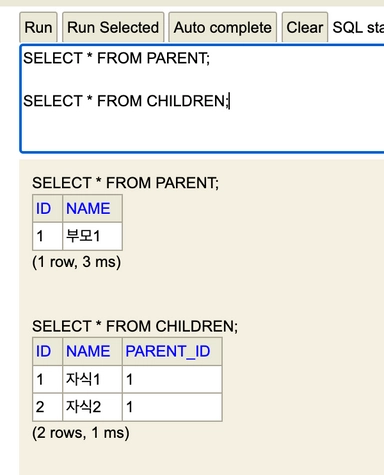 Run Run Selected Auto complete Clear SQL sta
SELECT * FROM PARENT;
SELECT * FROM CHILDREN;
SELECT * FROM PARENT;
ID NAME
1 부모1
(1 row, 3 ms)
SELECT * FROM CHILDREN;
ID NAME PARENT_ID
1 자식1 1
2 자식2 1
(2 rows, 1 ms)